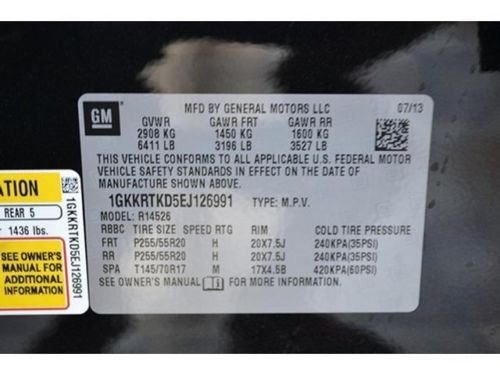 GM
MFD BY GENERAL MOTORS LLC 07/13
GVWR GAWR FRT GAWR RR
2908 KG 1450 KG 1600 KG
6411 LB 3196 LB 3527 LB
THIS VEHICLE CONFORMS TO ALL APPLICABLE U.S. FEDERAL MOTOR
VEHICLE SAFETY STANDARDS IN EFFECT ON THE DATE OF
MANUFACTURE SHOWN ABOVE.
1GKKRTKD5EJ126991 TYPE: M.P.V.
MODEL: R14526
RBBC TIRE SIZE SPEED RTG RIM COLD TIRE PRESSURE
FRT P255/55R20 H 20X7.5J 240KPA(35PSI)
RR P255/55R20 H 20X7.5J 240KPA(35PSI)
SPA T145/70R17 M 17X4.5B 420KPA(60PSI)
SEE OWNER'S MANUAL FOR MORE INFORMATION
ATION
REAR 5
1436 lbs.
SEE OWNER'S
MANUAL FOR
ADDITIONAL
INFORMATION
1GKKRTKD5EJ126991